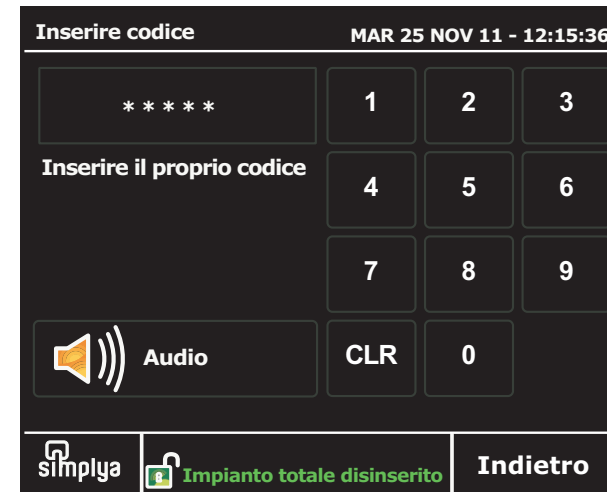 Inserire codice MAR 25 NOV 11 - 12:15:36
* * * * *
1 2 3
Inserire il proprio codice
4 5 6
7 8 9
Audio
CLR 0
simplya
Impianto totale disinserito
Indietro